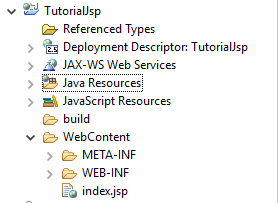 TutorialJsp
Referenced Types
Deployment Descriptor: TutorialJsp
JAX-WS Web Services
Java Resources
JavaScript Resources
build
WebContent
META-INF
WEB-INF
index.jsp